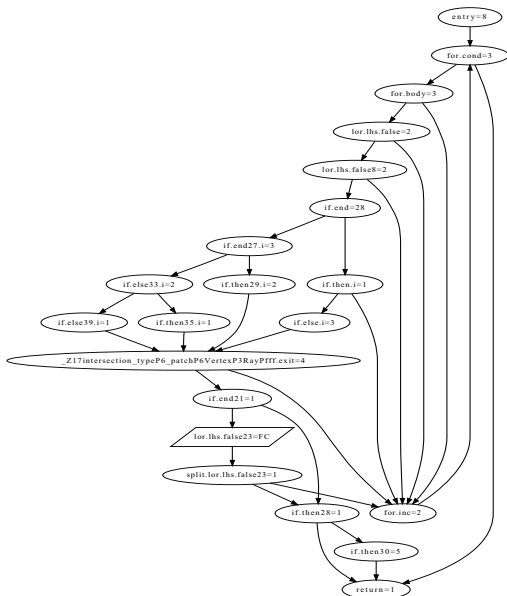 entry=8
for.cond=3
for.body=3
lor.lhs.false=2
lor.lhs.false8=2
if.end=28
if.end27.i=3
if.else33.i=2
if.then29.i=2
if.then.i=1
if.else39.i=1
if.then35.i=1
if.else.i=3
_Z17intersection_typeP6_patchP6VertexP3RayPfff.exit=4
if.end21=1
lor.lhs.false23=FC
split.lor.lhs.false23=1
if.then28=1
for.inc=2
if.then30=5
return=1